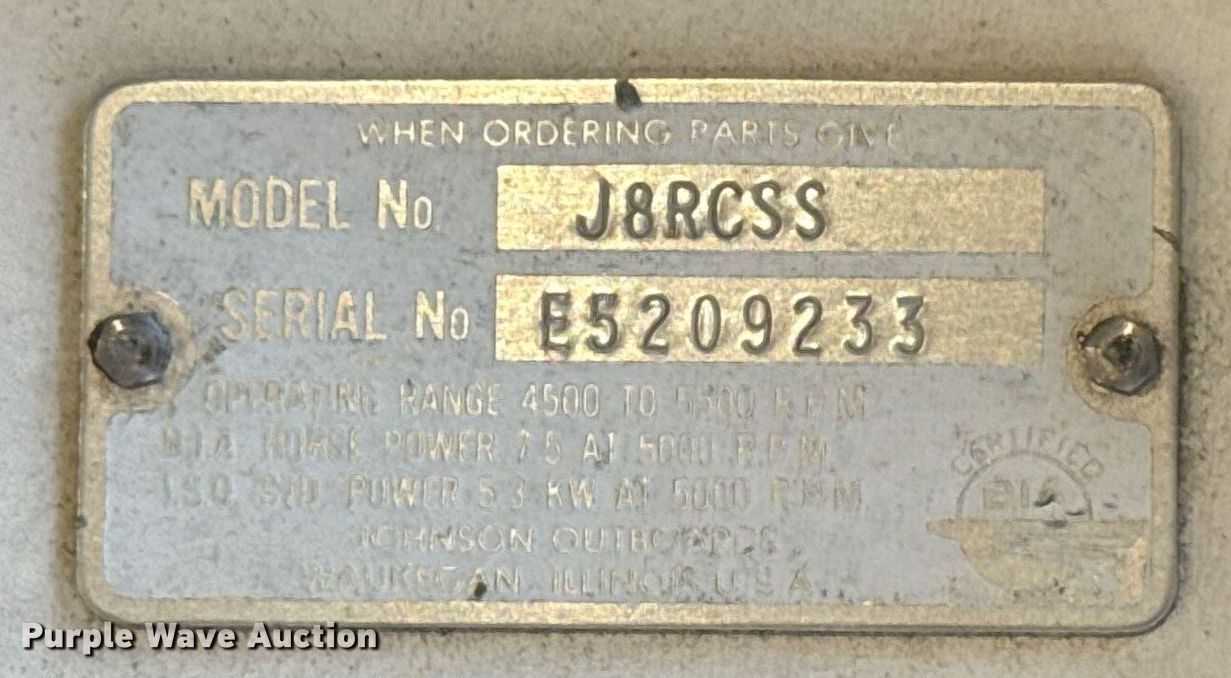 WHEN ORDERING PARTS GIVE
MODEL No. J8RCSS
SERIAL No E5209233
OPERATING RANGE 4500 TO 5500 R.P.M.
B.I.A. HORSE POWER 7.5 AT 5000 R.P.M.
I.S.O. STD. POWER 5.3 KW AT 5000 R.P.M.
CERTIFIED
BIA
JOHNSON OUTBOARDS
WAUKEGAN, ILLINOIS, U.S.A.
Purple Wave Auction